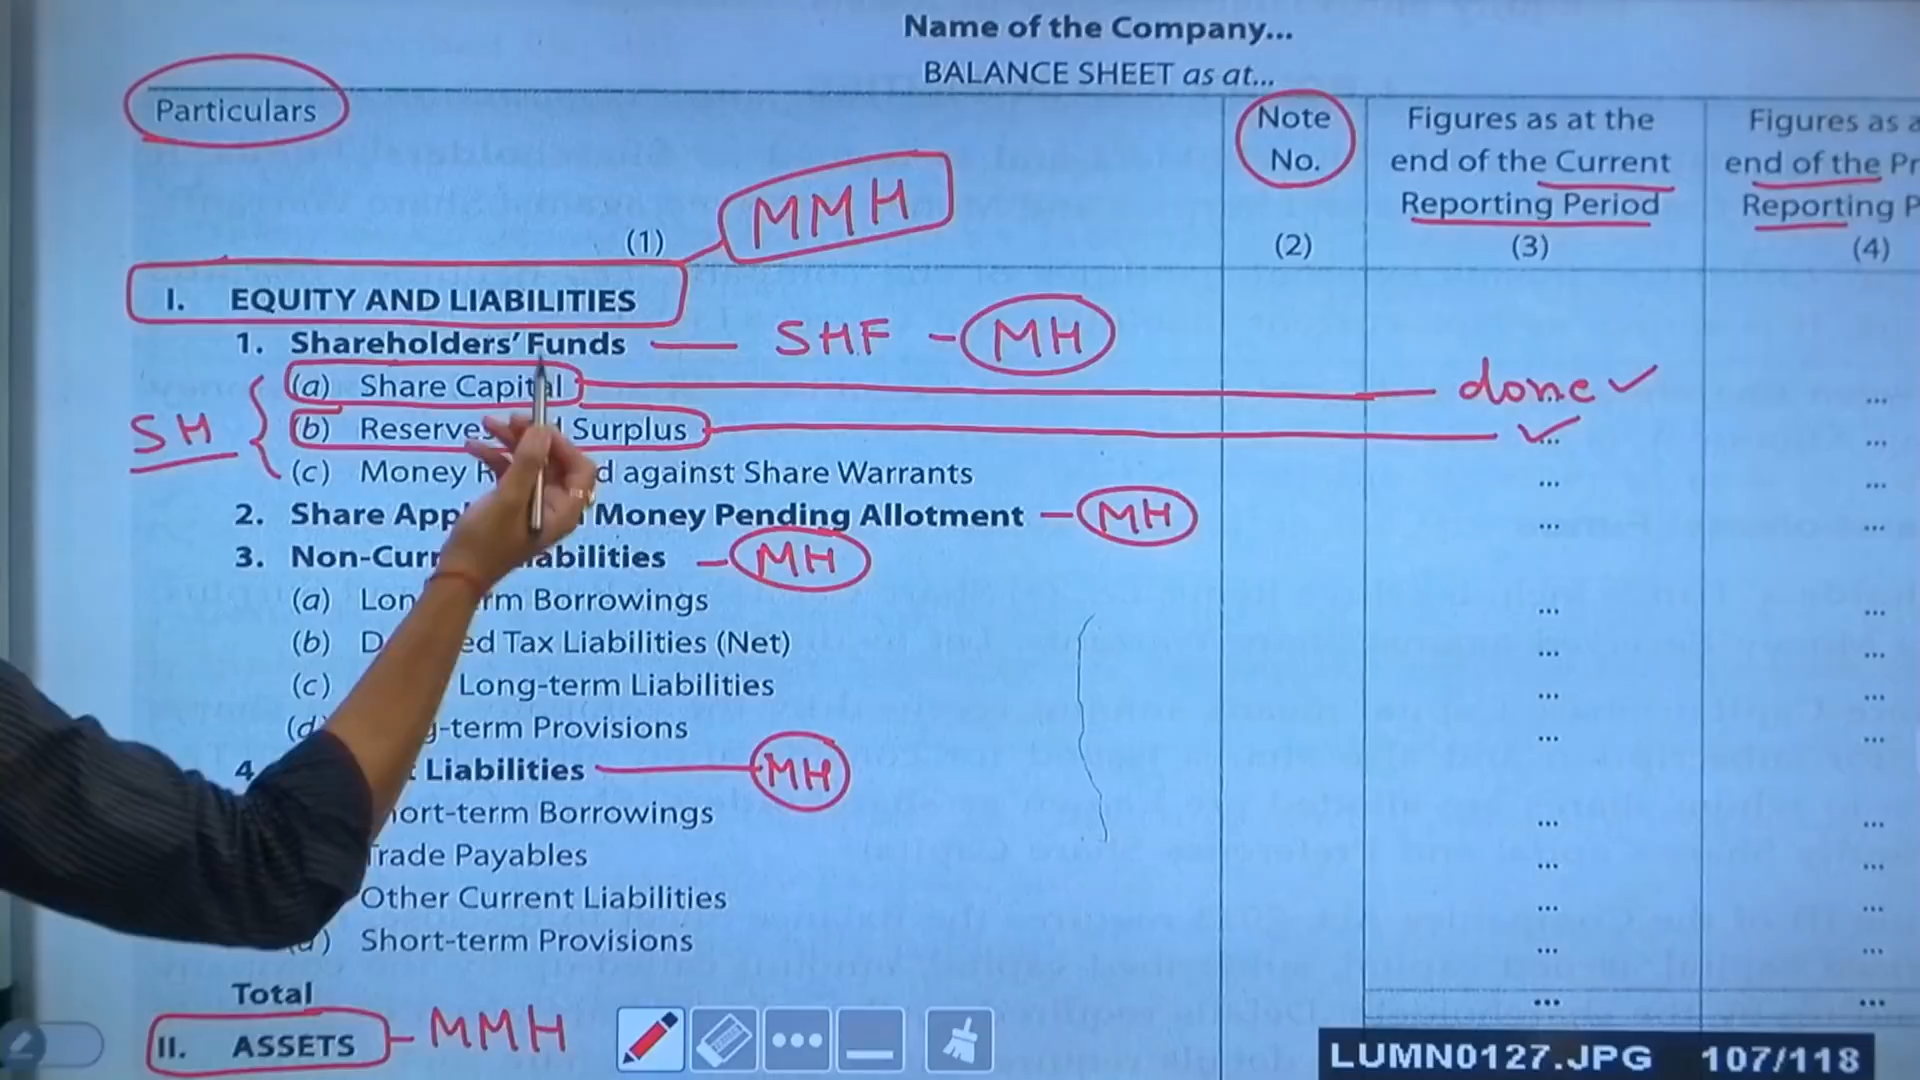 Name of the Company...
BALANCE SHEET as at...
Particulars
Note No.
Figures as at the end of the Current Reporting Period
Figures as a
end of the Pr
Reporting P
MMH
(1) (2) (3) (4)
I. EQUITY AND LIABILITIES
1. Shareholders' Funds — SHF - MH
(a) Share Capital done ✓ ...
SH
(b) Reserves Surplus ✓ ... ...
(c) Money R d against Share Warrants ... ...
2. Share App Money Pending Allotment - MH ... ...
3. Non-Curr abilities - MH
(a) Lon rm Borrowings ... ...
(b) D ed Tax Liabilities (Net) ... ...
(c) Long-term Liabilities ... ...
(d) g-term Provisions ... ...
4 t Liabilities — MH
ort-term Borrowings ... ...
Trade Payables ... ...
Other Current Liabilities ... ...
) Short-term Provisions ... ...
Total ... ...
II. ASSETS - MMH
LUMN0127.JPG 107/118